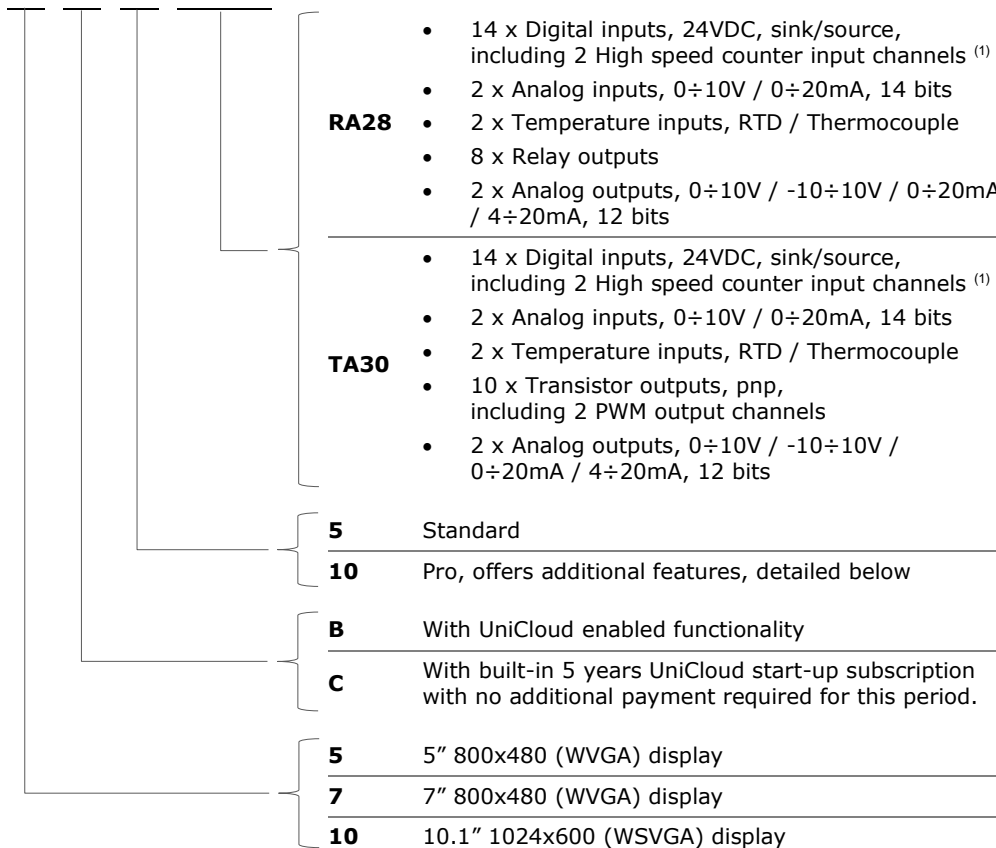 RA28
• 14 x Digital inputs, 24VDC, sink/source,
including 2 High speed counter input channels (1)
• 2 x Analog inputs, 0÷10V / 0÷20mA, 14 bits
• 2 x Temperature inputs, RTD / Thermocouple
• 8 x Relay outputs
• 2 x Analog outputs, 0÷10V / -10÷10V / 0÷20mA
/ 4÷20mA, 12 bits
TA30
• 14 x Digital inputs, 24VDC, sink/source,
including 2 High speed counter input channels (1)
• 2 x Analog inputs, 0÷10V / 0÷20mA, 14 bits
• 2 x Temperature inputs, RTD / Thermocouple
• 10 x Transistor outputs, pnp,
including 2 PWM output channels
• 2 x Analog outputs, 0÷10V / -10÷10V /
0÷20mA / 4÷20mA, 12 bits
5 Standard
10 Pro, offers additional features, detailed below
B With UniCloud enabled functionality
C With built-in 5 years UniCloud start-up subscription
with no additional payment required for this period.
5 5″ 800x480 (WVGA) display
7 7″ 800x480 (WVGA) display
10 10.1″ 1024x600 (WSVGA) display